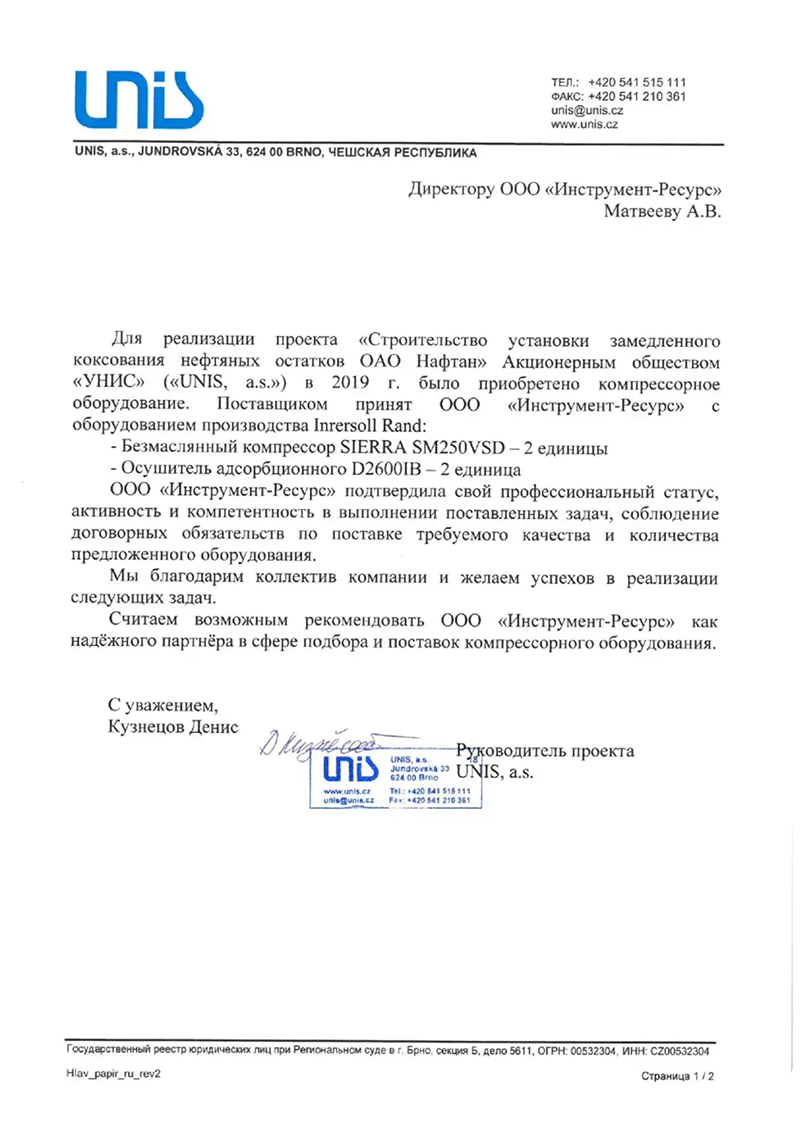 unis
ТЕЛ.: +420 541 515 111
ФАКС: +420 541 210 361
unis@unis.cz
www.unis.cz
UNIS, a.s., JUNDROVSKÁ 33, 624 00 BRNO, ЧЕШСКАЯ РЕСПУБЛИКА
Директору ООО «Инструмент-Ресурс»
Матвееву А.В.
Для реализации проекта «Строительство установки замедленного
коксования нефтяных остатков ОАО Нафтан» Акционерным обществом
«УНИС» («UNIS, a.s.») в 2019 г. было приобретено компрессорное
оборудование. Поставщиком принят ООО «Инструмент-Ресурс» с
оборудованием производства Inrersoll Rand:
- Безмаслянный компрессор SIERRA SM250VSD – 2 единицы
- Осушитель адсорбционного D2600IB – 2 единица
ООО «Инструмент-Ресурс» подтвердила свой профессиональный статус,
активность и компетентность в выполнении поставленных задач, соблюдение
договорных обязательств по поставке требуемого качества и количества
предложенного оборудования.
Мы благодарим коллектив компании и желаем успехов в реализации
следующих задач.
Считаем возможным рекомендовать ООО «Инструмент-Ресурс» как
надёжного партнёра в сфере подбора и поставок компрессорного оборудования.
С уважением,
Кузнецов Денис
Руководитель проекта
UNIS, a.s.
unis
UNIS, a.s. 18
Jundrovská 33
624 00 Brno
www.unis.cz Tel.: +420 541 515 111
unis@unis.cz Fax: +420 541 210 361
Государственный реестр юридических лиц при Региональном суде в г. Брно, секция Б, дело 5611, ОГРН: 00532304, ИНН: CZ00532304
Hlav_papir_ru_rev2
Страница 1 / 2